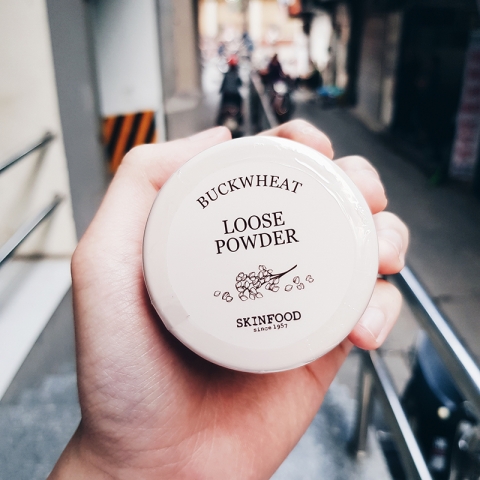 BUCKWHEAT
LOOSE
POWDER
SKINFOOD
since 1957